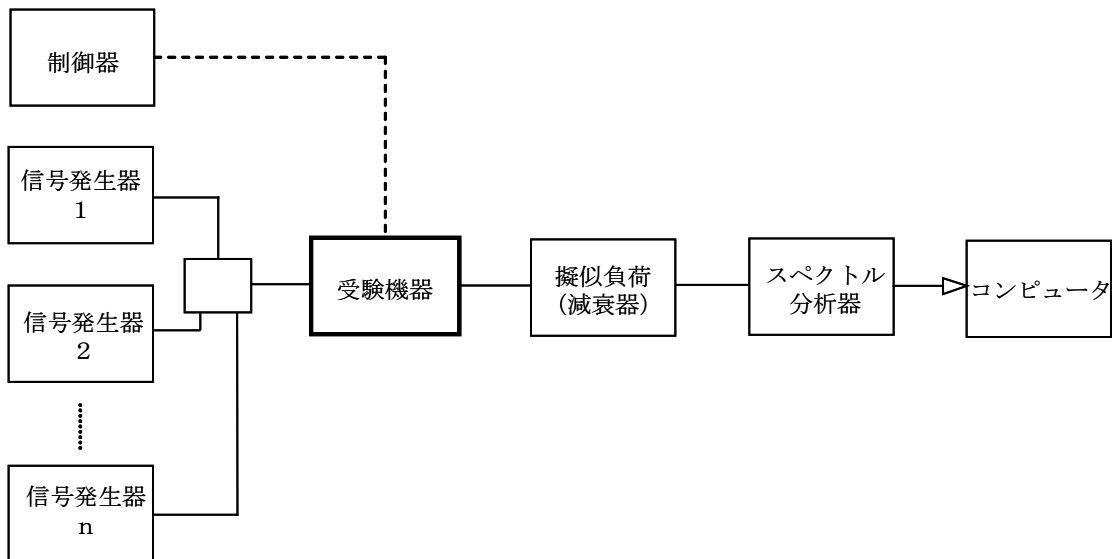 制御器
信号発生器
1
信号発生器
2
信号発生器
n
受験機器
擬似負荷
(減衰器)
スペクトル
分析器
コンピュータ